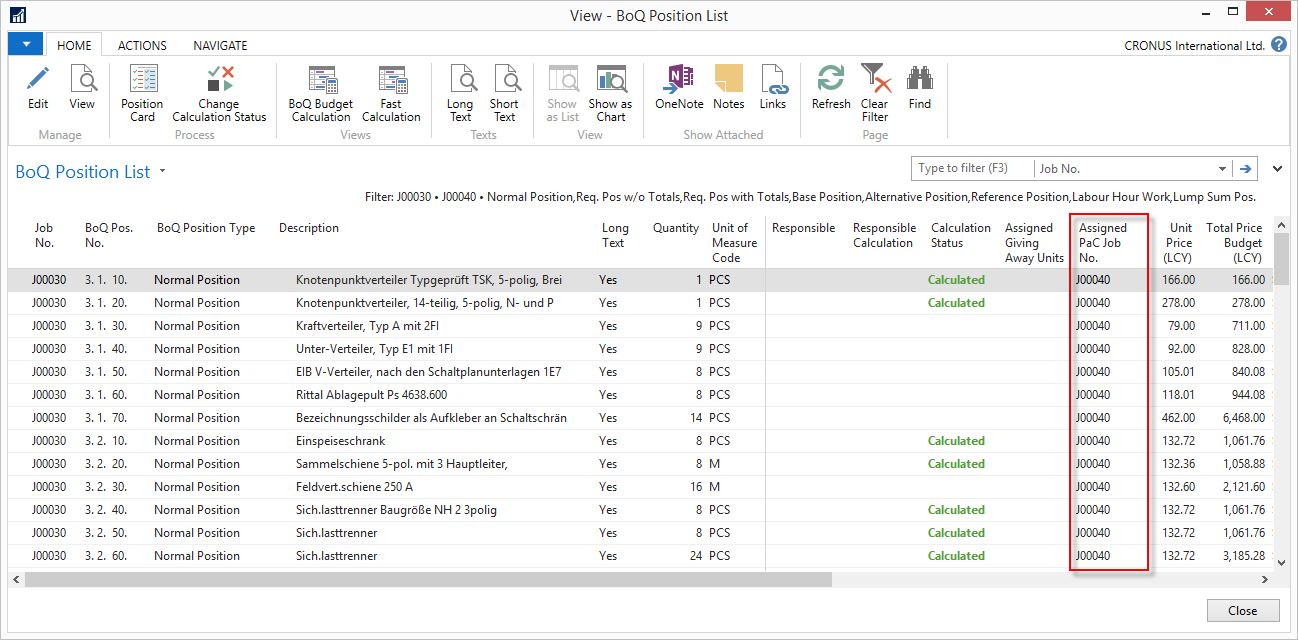 View - BoQ Position List
HOME ACTIONS NAVIGATE CRONUS International Ltd. ?
Edit View Position Card Change Calculation Status BoQ Budget Calculation Fast Calculation Long Text Short Text Show as List Show as Chart OneNote Notes Links Refresh Clear Filter Find
Manage Process Views Texts View Show Attached Page
BoQ Position List Type to filter (F3) Job No.
Filter: J00030 • J00040 • Normal Position,Req. Pos w/o Totals,Req. Pos with Totals,Base Position,Alternative Position,Reference Position,Labour Hour Work,Lump Sum Pos.
Job No. BoQ Pos. No. BoQ Position Type Description Long Text Quantity Unit of Measure Code Responsible Responsible Calculation Calculation Status Assigned Giving Away Units Assigned PaC Job No. Unit Price (LCY) Total Price Budget (LCY)
J00030 3. 1. 10. Normal Position Knotenpunktverteiler Typgeprüft TSK, 5-polig, Brei Yes 1 PCS Calculated J00040 166.00 166.00
J00030 3. 1. 20. Normal Position Knotenpunktverteiler, 14-teilig, 5-polig, N- und P Yes 1 PCS Calculated J00040 278.00 278.00
J00030 3. 1. 30. Normal Position Kraftverteiler, Typ A mit 2FI Yes 9 PCS J00040 79.00 711.00
J00030 3. 1. 40. Normal Position Unter-Verteiler, Typ E1 mit 1FI Yes 9 PCS J00040 92.00 828.00
J00030 3. 1. 50. Normal Position EIB V-Verteiler, nach den Schaltplanunterlagen 1E7 Yes 8 PCS J00040 105.01 840.08
J00030 3. 1. 60. Normal Position Rittal Ablagepult Ps 4638.600 Yes 8 PCS J00040 118.01 944.08
J00030 3. 1. 70. Normal Position Bezeichnungsschilder als Aufkleber an Schaltschrän Yes 14 PCS J00040 462.00 6,468.00
J00030 3. 2. 10. Normal Position Einspeiseschrank Yes 8 PCS Calculated J00040 132.72 1,061.76
J00030 3. 2. 20. Normal Position Sammelschiene 5-pol. mit 3 Hauptleiter, Yes 8 M Calculated J00040 132.36 1,058.88
J00030 3. 2. 30. Normal Position Feldvert.schiene 250 A Yes 16 M J00040 132.60 2,121.60
J00030 3. 2. 40. Normal Position Sich.lasttrenner Baugröße NH 2 3polig Yes 8 PCS Calculated J00040 132.72 1,061.76
J00030 3. 2. 50. Normal Position Sich.lasttrenner Yes 8 PCS Calculated J00040 132.72 1,061.76
J00030 3. 2. 60. Normal Position Sich.lasttrenner Yes 24 PCS Calculated J00040 132.72 3,185.28
Close